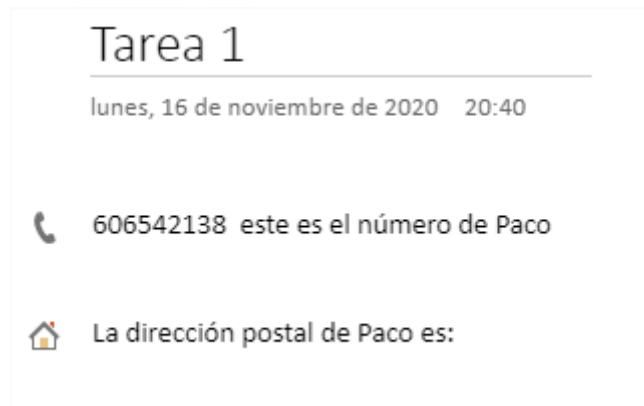 Tarea 1
lunes, 16 de noviembre de 2020 20:40
606542138 este es el número de Paco
La dirección postal de Paco es: